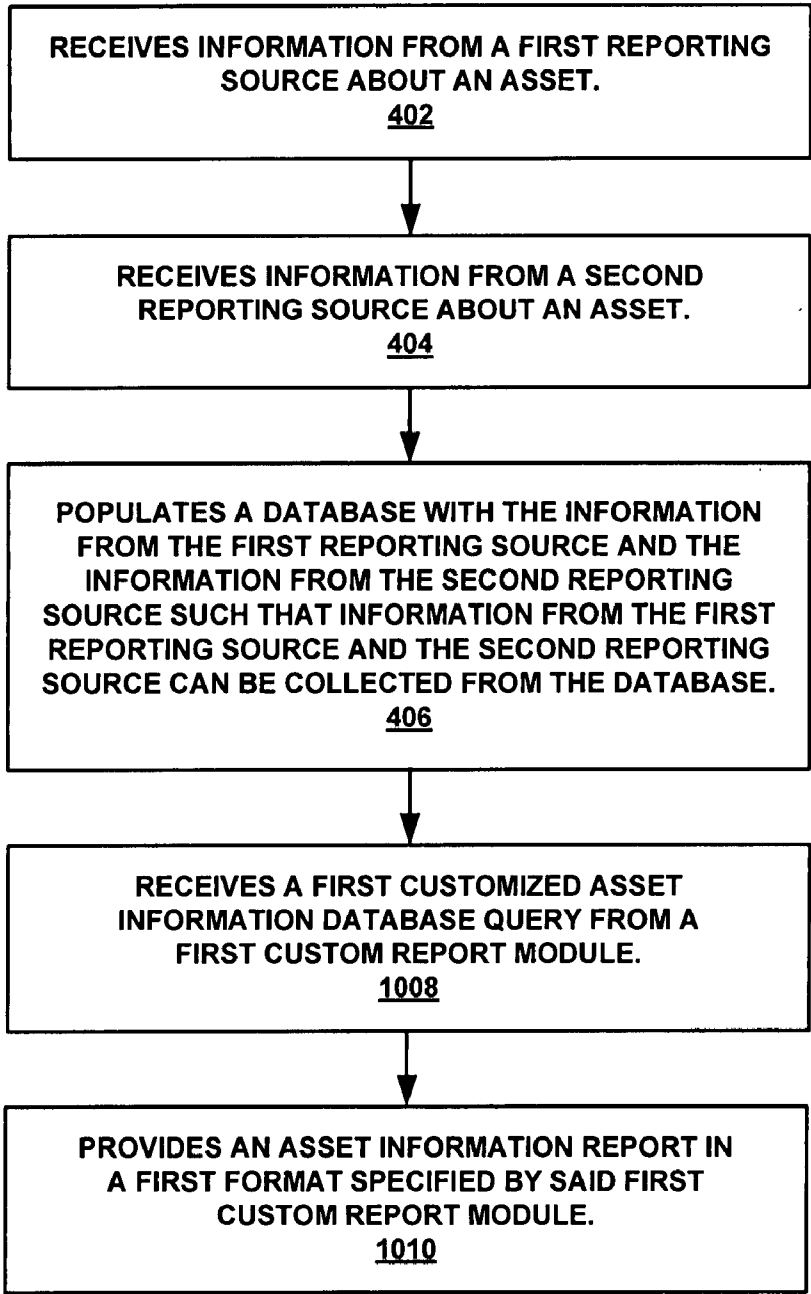 RECEIVES INFORMATION FROM A FIRST REPORTING
SOURCE ABOUT AN ASSET.
402
RECEIVES INFORMATION FROM A SECOND
REPORTING SOURCE ABOUT AN ASSET.
404
POPULATES A DATABASE WITH THE INFORMATION
FROM THE FIRST REPORTING SOURCE AND THE
INFORMATION FROM THE SECOND REPORTING
SOURCE SUCH THAT INFORMATION FROM THE FIRST
REPORTING SOURCE AND THE SECOND REPORTING
SOURCE CAN BE COLLECTED FROM THE DATABASE.
406
RECEIVES A FIRST CUSTOMIZED ASSET
INFORMATION DATABASE QUERY FROM A
FIRST CUSTOM REPORT MODULE.
1008
PROVIDES AN ASSET INFORMATION REPORT IN
A FIRST FORMAT SPECIFIED BY SAID FIRST
CUSTOM REPORT MODULE.
1010